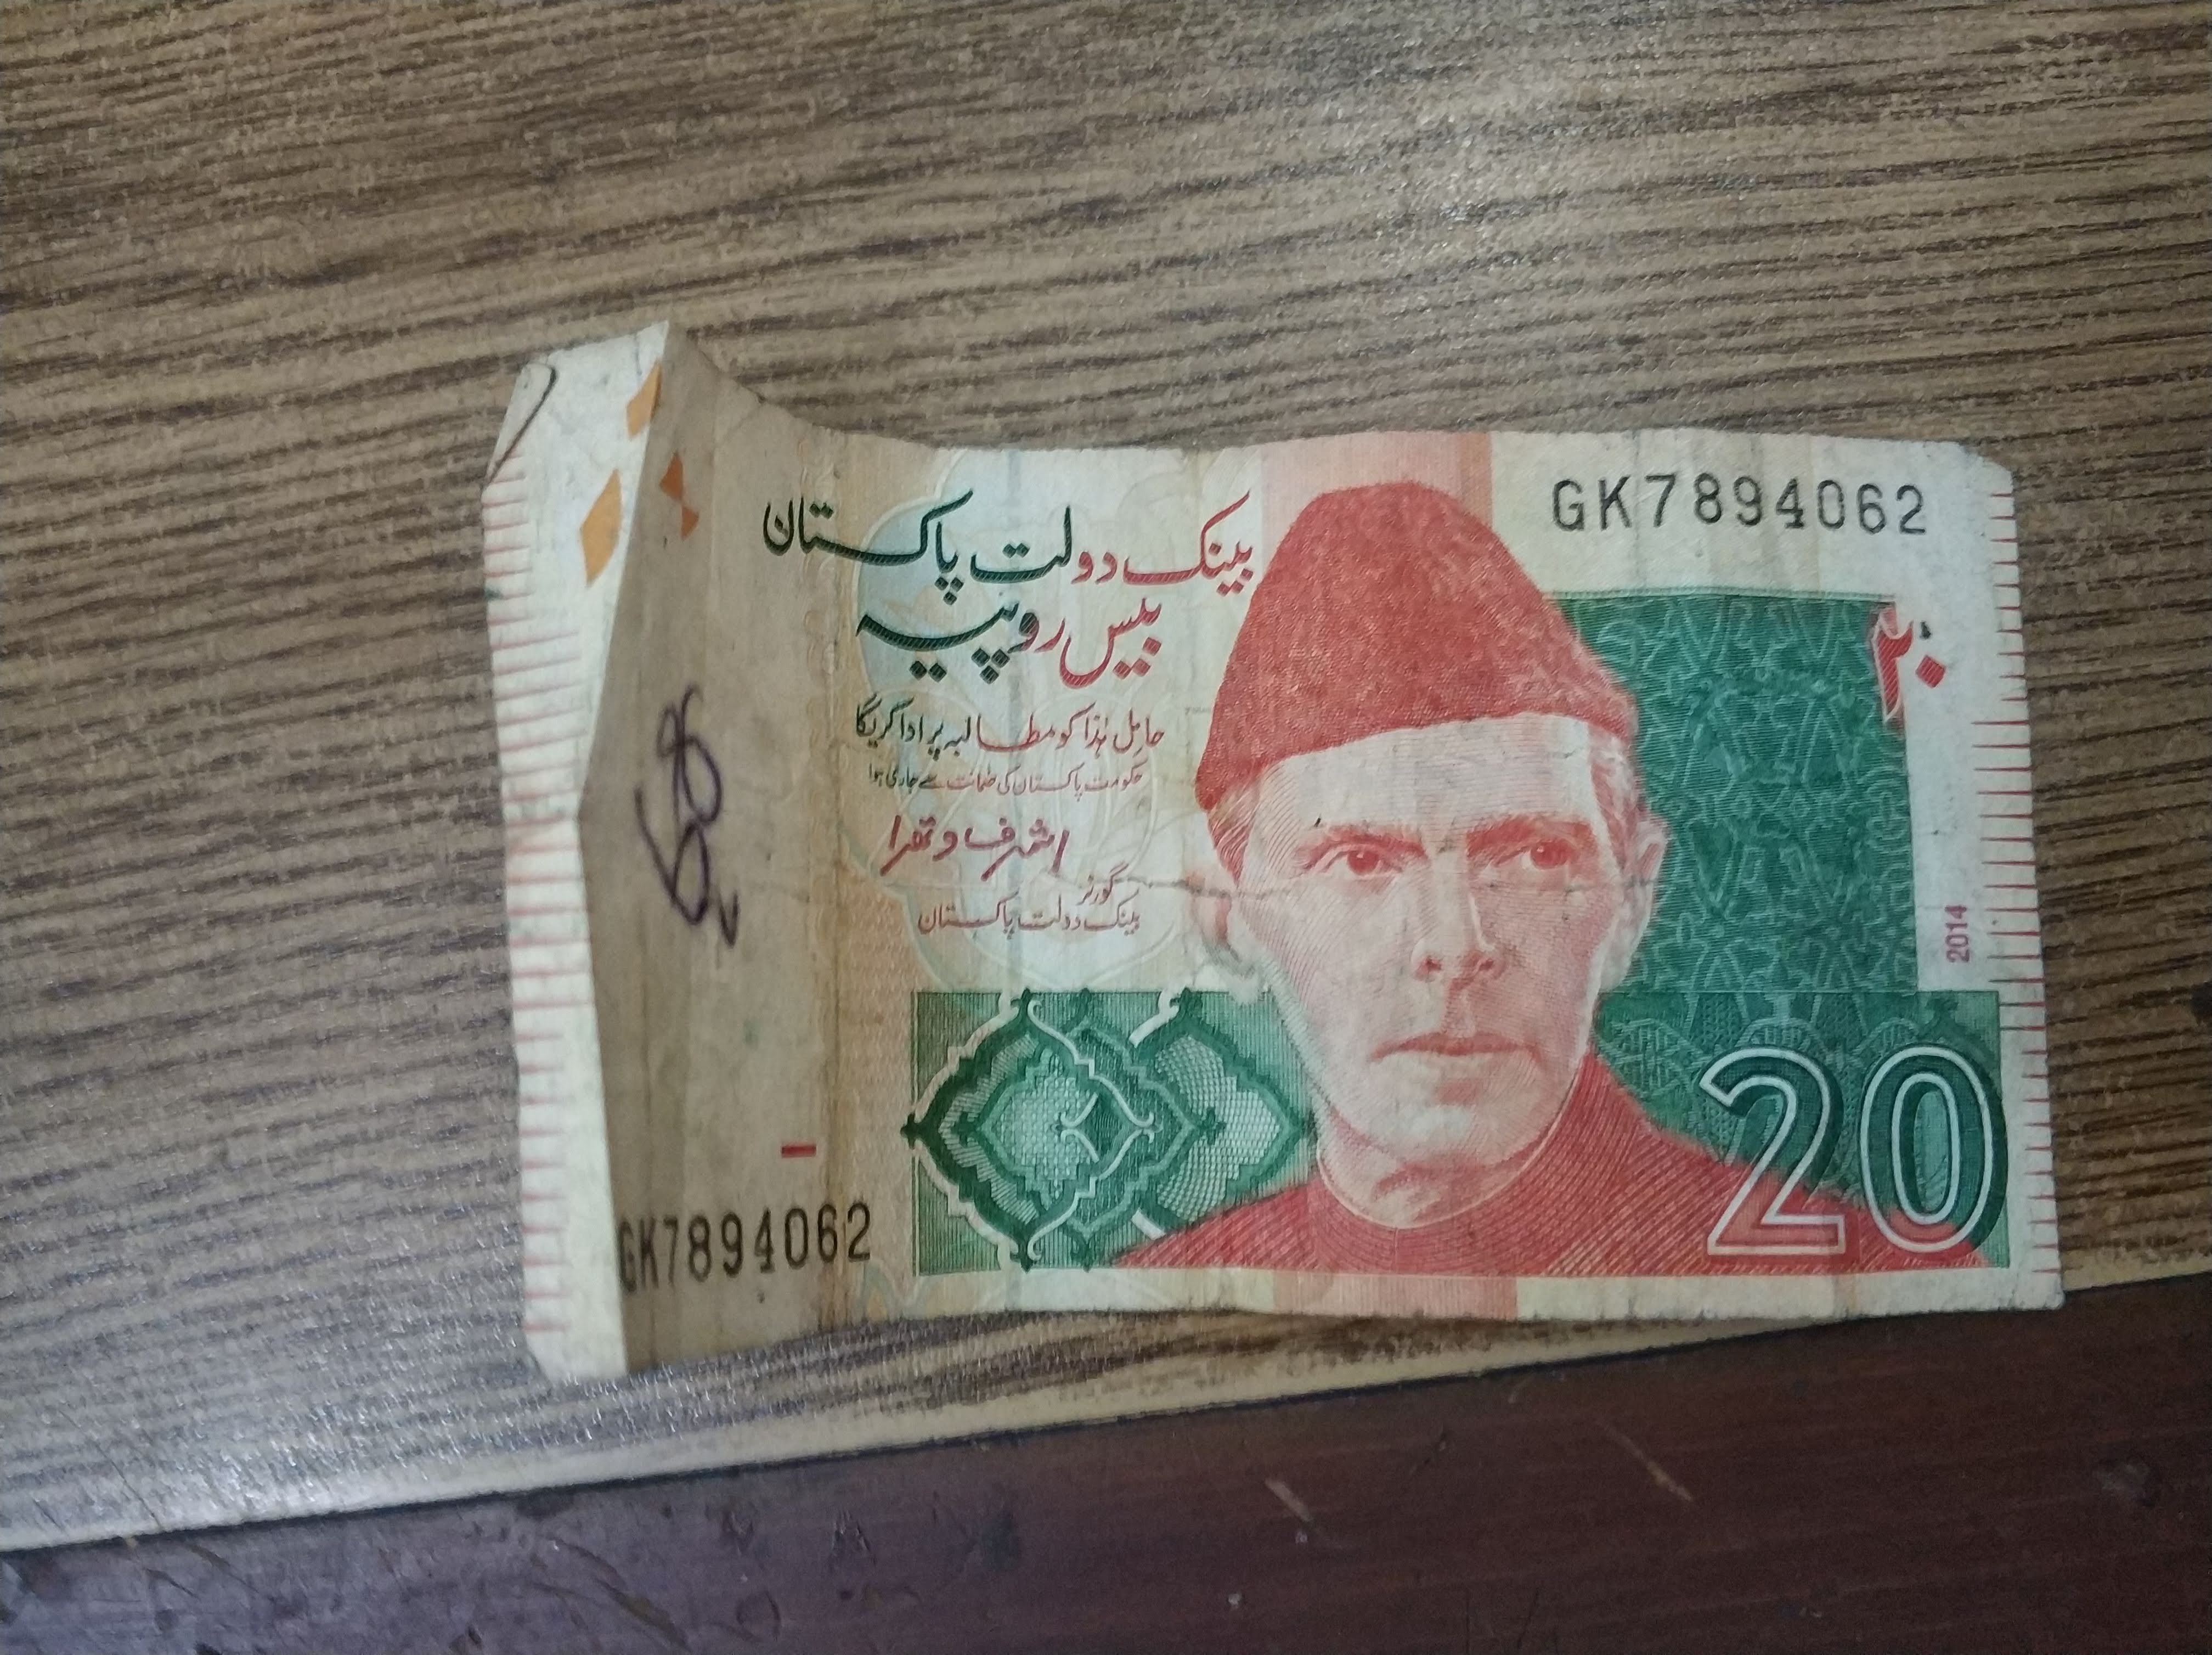 GK7894062
بینک دولت پاکستان
بیس روپیہ
۲۰
حامل ہٰذا کو مطالبہ پر ادا کریگا
حکومت پاکستان کی ضمانت سے جاری ہوا
اشرف وتھرا
گورنر
بینک دولت پاکستان
2014
20
GK7894062